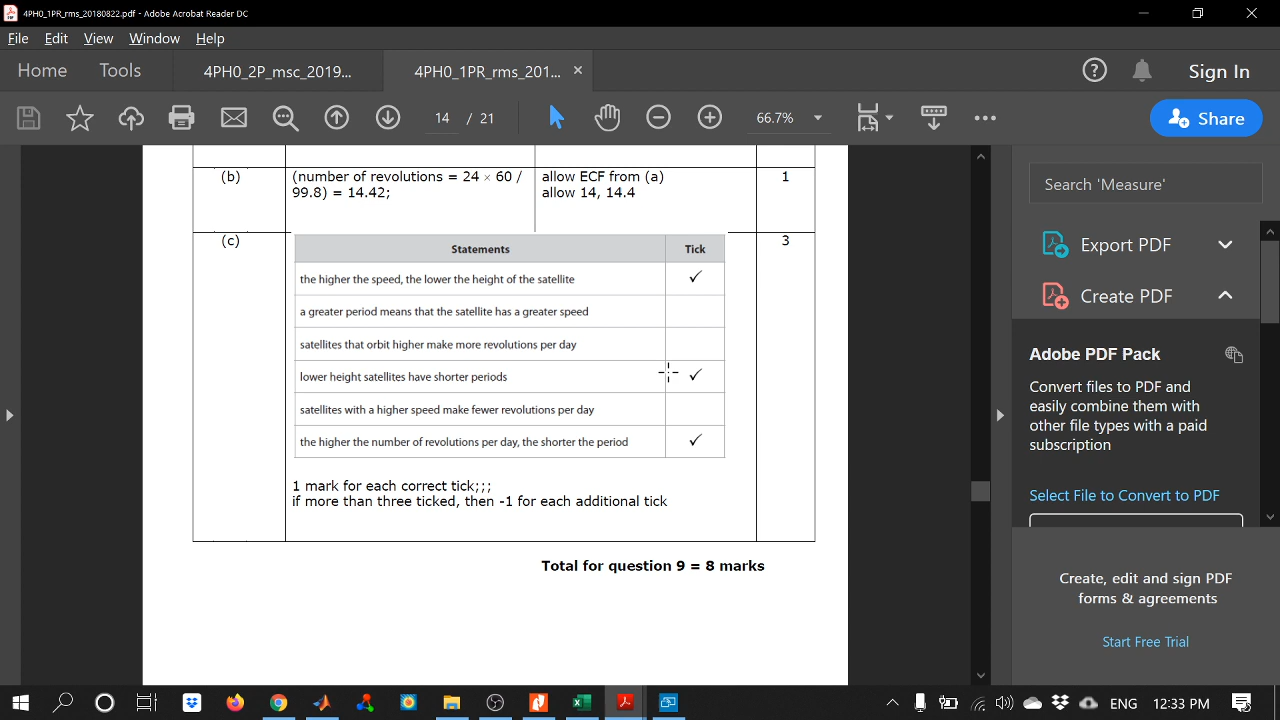 4PH0_1PR_rms_20180822.pdf - Adobe Acrobat Reader DC
File Edit View Window Help
Home Tools 4PH0_2P_msc_2019... 4PH0_1PR_rms_201... × Sign In
14 / 21 66.7% Share
(b) (number of revolutions = 24 × 60 / allow ECF from (a) 1
99.8) = 14.42; allow 14, 14.4
(c) 3
Statements Tick
the higher the speed, the lower the height of the satellite ✓
a greater period means that the satellite has a greater speed
satellites that orbit higher make more revolutions per day
lower height satellites have shorter periods ✓
satellites with a higher speed make fewer revolutions per day
the higher the number of revolutions per day, the shorter the period ✓
1 mark for each correct tick;;;
if more than three ticked, then -1 for each additional tick
Total for question 9 = 8 marks
Search 'Measure'
Export PDF
Create PDF
Adobe PDF Pack
Convert files to PDF and
easily combine them with
other file types with a paid
subscription
Select File to Convert to PDF
Create, edit and sign PDF
forms & agreements
Start Free Trial
ENG 12:33 PM